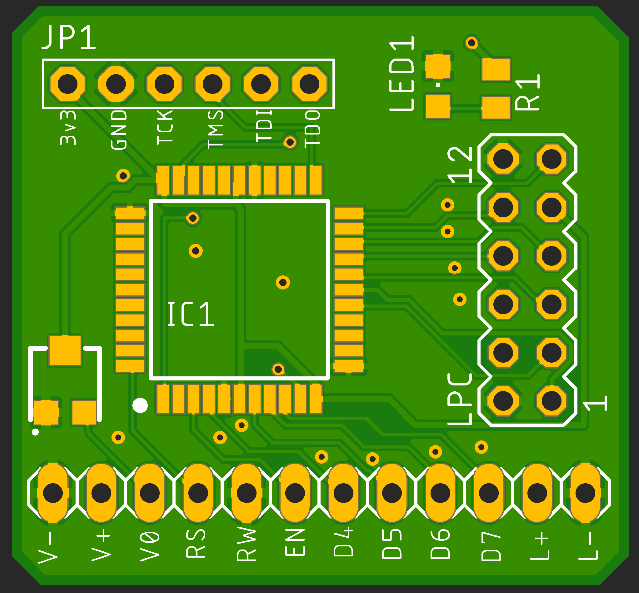 JP1
LED1
R1
3v3 GND TCK TMS TDI TDO
12
IC1
LPC
1
V- V+ V0 RS RW EN D4 D5 D6 D7 L+ L-